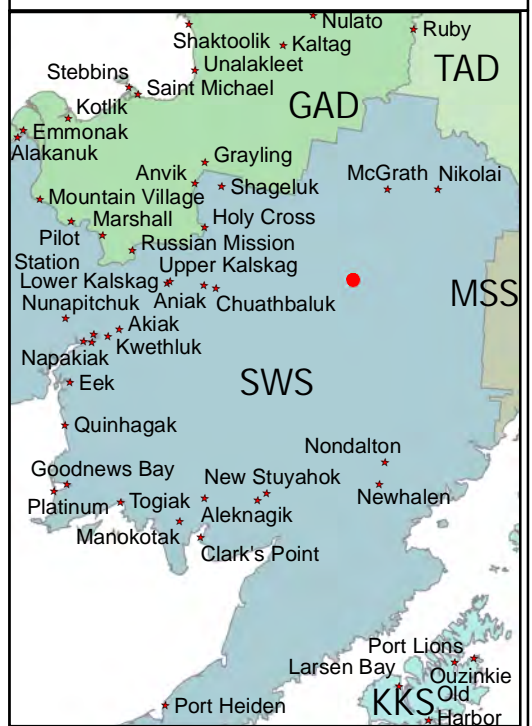 Nulato
Ruby
Shaktoolik
Kaltag
Unalakleet
TAD
Stebbins
Saint Michael
GAD
Kotlik
Emmonak
Alakanuk
Grayling
Anvik
McGrath
Nikolai
Shageluk
Mountain Village
Marshall
Holy Cross
Pilot
Station
Russian Mission
Upper Kalskag
Lower Kalskag
Aniak
Chuathbaluk
MSS
Nunapitchuk
Akiak
Kwethluk
Napakiak
Eek
SWS
Quinhagak
Nondalton
Goodnews Bay
New Stuyahok
Newhalen
Platinum
Togiak
Aleknagik
Manokotak
Clark's Point
Port Lions
Larsen Bay
Ouzinkie
KKS
Old
Harbor
Port Heiden